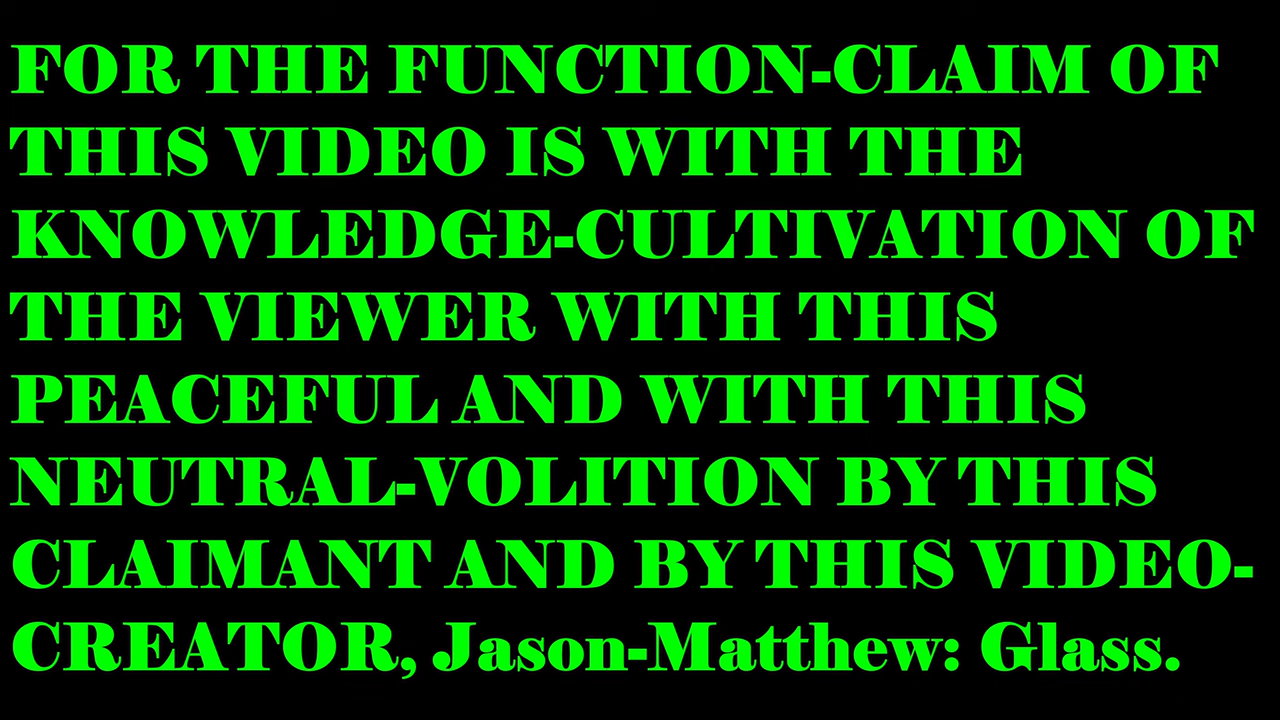 FOR THE FUNCTION-CLAIM OF
THIS VIDEO IS WITH THE
KNOWLEDGE-CULTIVATION OF
THE VIEWER WITH THIS
PEACEFUL AND WITH THIS
NEUTRAL-VOLITION BY THIS
CLAIMANT AND BY THIS VIDEO-
CREATOR, Jason-Matthew: Glass.